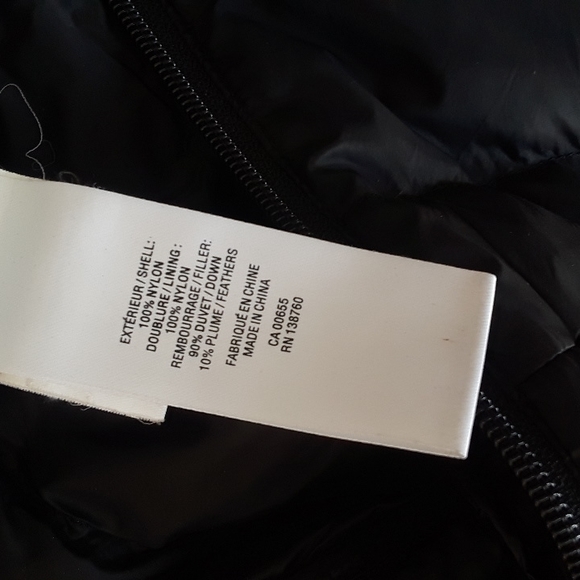 EXTÉRIEUR / SHELL:
100% NYLON
DOUBLURE / LINING :
100% NYLON
REMBOURRAGE / FILLER:
90% DUVET / DOWN
10% PLUME / FEATHERS
FABRIQUÉ EN CHINE
MADE IN CHINA
CA 00655
RN 138760